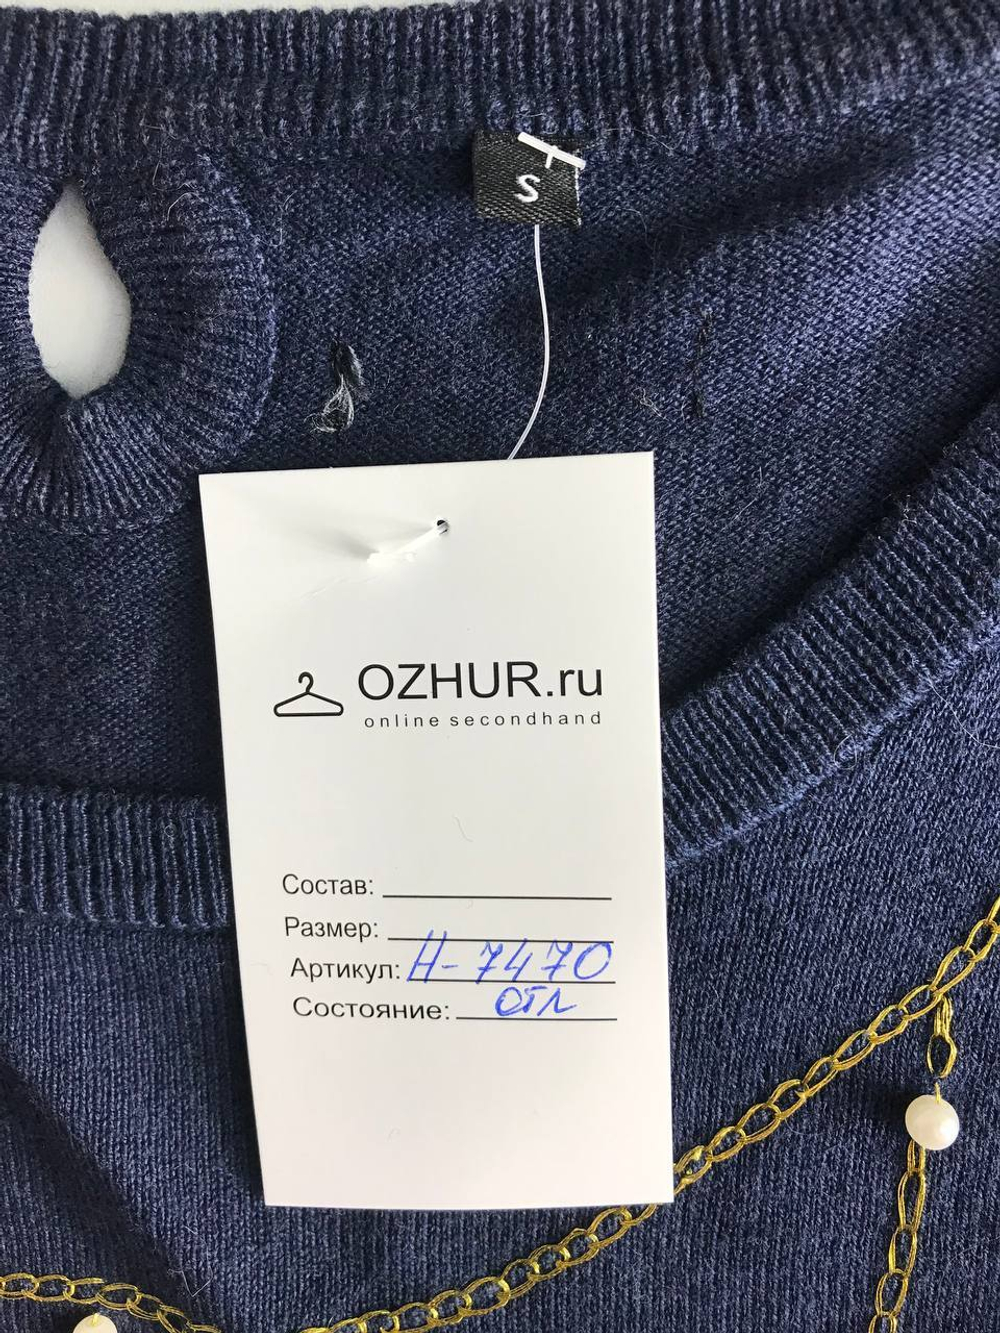 S
OZHUR.ru
online secondhand
Состав:
Размер:
Артикул: Н-7470
Состояние: отл